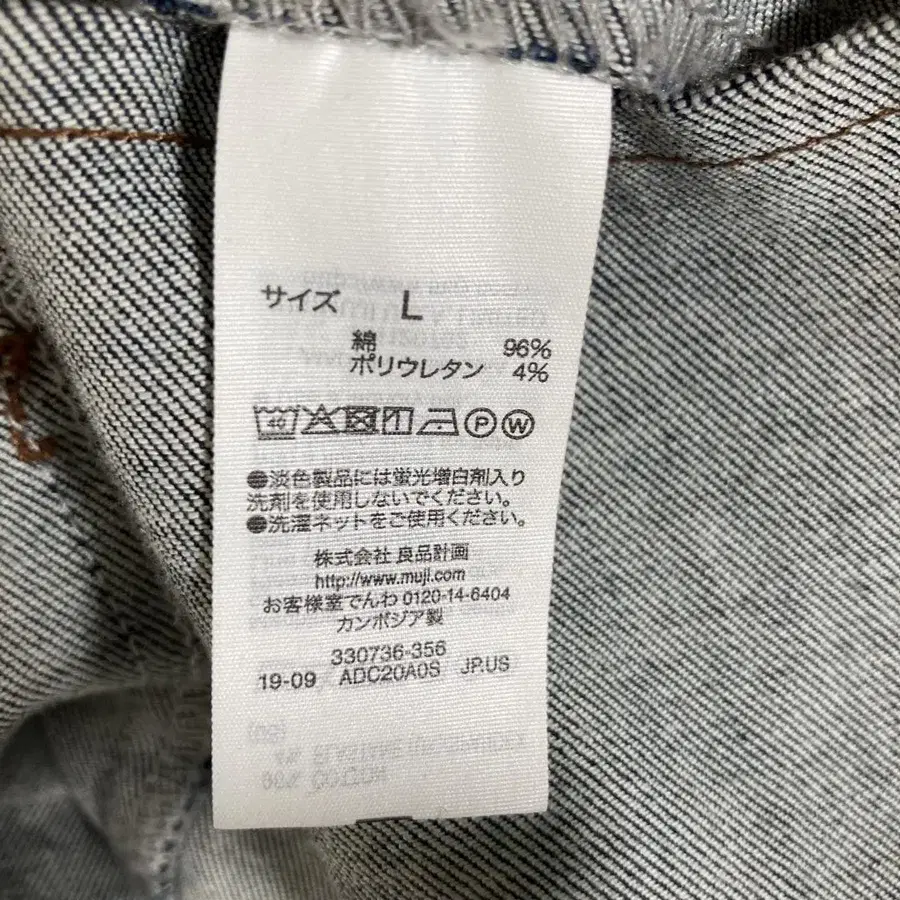 サイズ L
綿 96%
ポリウレタン 4%
40 P W
●淡色製品には蛍光増白剤入り
洗剤を使用しないでください。
●洗濯ネットをご使用ください。
株式会社 良品計画
http://www.muji.com
お客様室でんわ 0120-14-6404
カンボジア製
330736-356
19-09 ADC20A0S JP.US